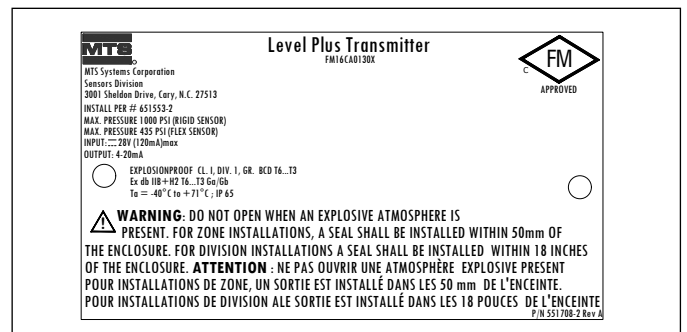 MTS
Level Plus Transmitter
FM16CA0130X
C
FM
APPROVED
MTS Systems Corporation
Sensors Division
3001 Sheldon Drive, Cary, N.C. 27513
INSTALL PER # 651553-2
MAX. PRESSURE 1000 PSI (RIGID SENSOR)
MAX. PRESSURE 435 PSI (FLEX SENSOR)
INPUT: ⎓ 28V (120mA)max
OUTPUT: 4-20mA
EXPLOSIONPROOF CL. I, DIV. 1, GR. BCD T6...T3
Ex db IIB+H2 T6...T3 Ga/Gb
Ta = -40°C to +71°C ; IP 65
WARNING: DO NOT OPEN WHEN AN EXPLOSIVE ATMOSPHERE IS
PRESENT. FOR ZONE INSTALLATIONS, A SEAL SHALL BE INSTALLED WITHIN 50mm OF
THE ENCLOSURE. FOR DIVISION INSTALLATIONS A SEAL SHALL BE INSTALLED WITHIN 18 INCHES
OF THE ENCLOSURE. ATTENTION : NE PAS OUVRIR UNE ATMOSPHÈRE EXPLOSIVE PRESENT
POUR INSTALLATIONS DE ZONE, UN SORTIE EST INSTALLÉ DANS LES 50 mm DE L'ENCEINTE.
POUR INSTALLATIONS DE DIVISION ALE SORTIE EST INSTALLÉ DANS LES 18 POUCES DE L'ENCEINTE
P/N 551708-2 Rev A